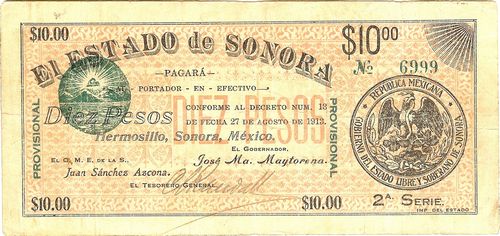 $10.00
El ESTADO de SONORA
$10.00
№ 6999
PAGARÁ
AL PORTADOR - EN - EFECTIVO
Diez Pesos
CONFORME AL DECRETO NUM. 13
DE FECHA 27 DE AGOSTO DE 1913.
DIEZ PESOS
Hermosillo, Sonora, México.
EL GOBERNADOR.
José Ma. Maytorena.
EL C. M. E. DE LA S.,
Juan Sánchez Azcona.
EL TESORERO GENERAL
PROVISIONAL
PROVISIONAL
REPUBLICA MEXICANA
GOBIERNO DEL ESTADO LIBRE Y SOBERANO DE SONORA
$10.00
$10.00
2ª SERIE.
IMP. DEL ESTADO